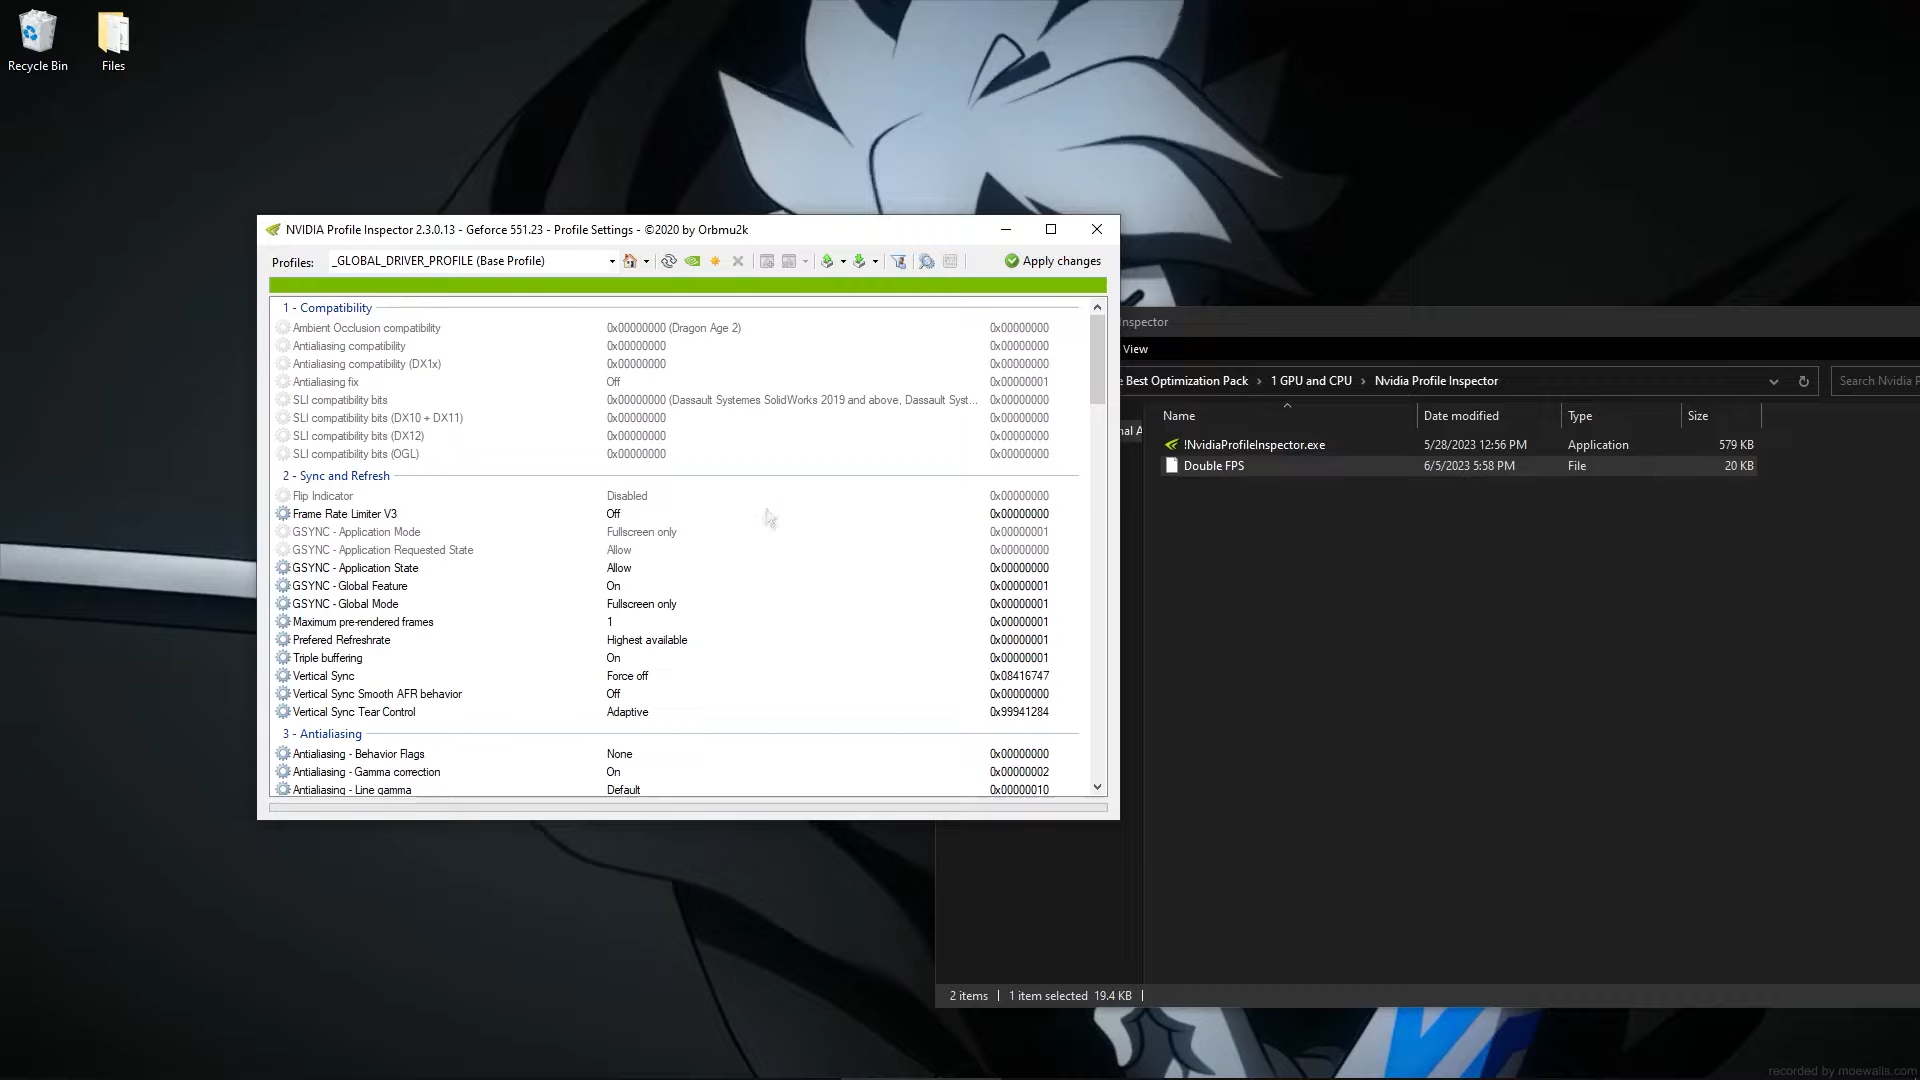 Recycle Bin
Files
NVIDIA Profile Inspector 2.3.0.13 - Geforce 551.23 - Profile Settings - ©2020 by Orbmu2k
Profiles: _GLOBAL_DRIVER_PROFILE (Base Profile) Apply changes
1 - Compatibility
Ambient Occlusion compatibility 0x00000000 (Dragon Age 2) 0x00000000
Antialiasing compatibility 0x00000000 0x00000000
Antialiasing compatibility (DX1x) 0x00000000 0x00000000
Antialiasing fix Off 0x00000001
SLI compatibility bits 0x00000000 (Dassault Systemes SolidWorks 2019 and above, Dassault Syst... 0x00000000
SLI compatibility bits (DX10 + DX11) 0x00000000 0x00000000
SLI compatibility bits (DX12) 0x00000000 0x00000000
SLI compatibility bits (OGL) 0x00000000 0x00000000
2 - Sync and Refresh
Flip Indicator Disabled 0x00000000
Frame Rate Limiter V3 Off 0x00000000
GSYNC - Application Mode Fullscreen only 0x00000001
GSYNC - Application Requested State Allow 0x00000000
GSYNC - Application State Allow 0x00000000
GSYNC - Global Feature On 0x00000001
GSYNC - Global Mode Fullscreen only 0x00000001
Maximum pre-rendered frames 1 0x00000001
Prefered Refreshrate Highest available 0x00000001
Triple buffering On 0x00000001
Vertical Sync Force off 0x08416747
Vertical Sync Smooth AFR behavior Off 0x00000000
Vertical Sync Tear Control Adaptive 0x99941284
3 - Antialiasing
Antialiasing - Behavior Flags None 0x00000000
Antialiasing - Gamma correction On 0x00000002
Antialiasing - Line gamma Default 0x00000010
Inspector
View
e Best Optimization Pack › 1 GPU and CPU › Nvidia Profile Inspector Search Nvidia P
nal A
Name Date modified Type Size
!NvidiaProfileInspector.exe 5/28/2023 12:56 PM Application 579 KB
Double FPS 6/5/2023 5:58 PM File 20 KB
2 items 1 item selected 19.4 KB
recorded by moewalls.com